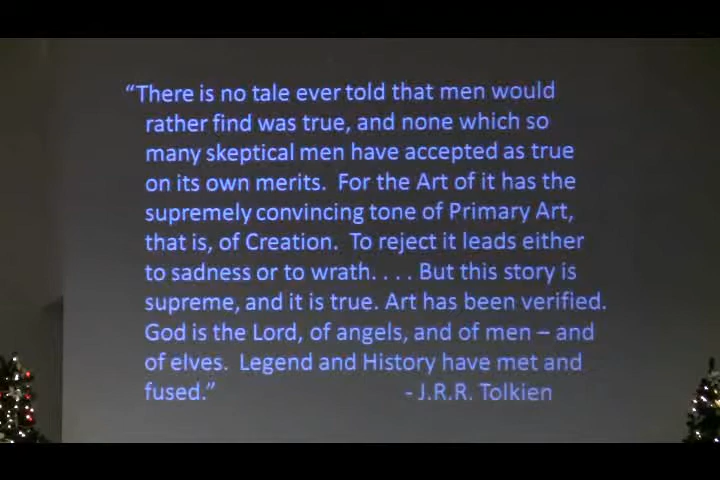 “There is no tale ever told that men would
rather find was true, and none which so
many skeptical men have accepted as true
on its own merits.  For the Art of it has the
supremely convincing tone of Primary Art,
that is, of Creation.  To reject it leads either
to sadness or to wrath. . . . But this story is
supreme, and it is true. Art has been verified.
God is the Lord, of angels, and of men – and
of elves.  Legend and History have met and
fused.” - J.R.R. Tolkien